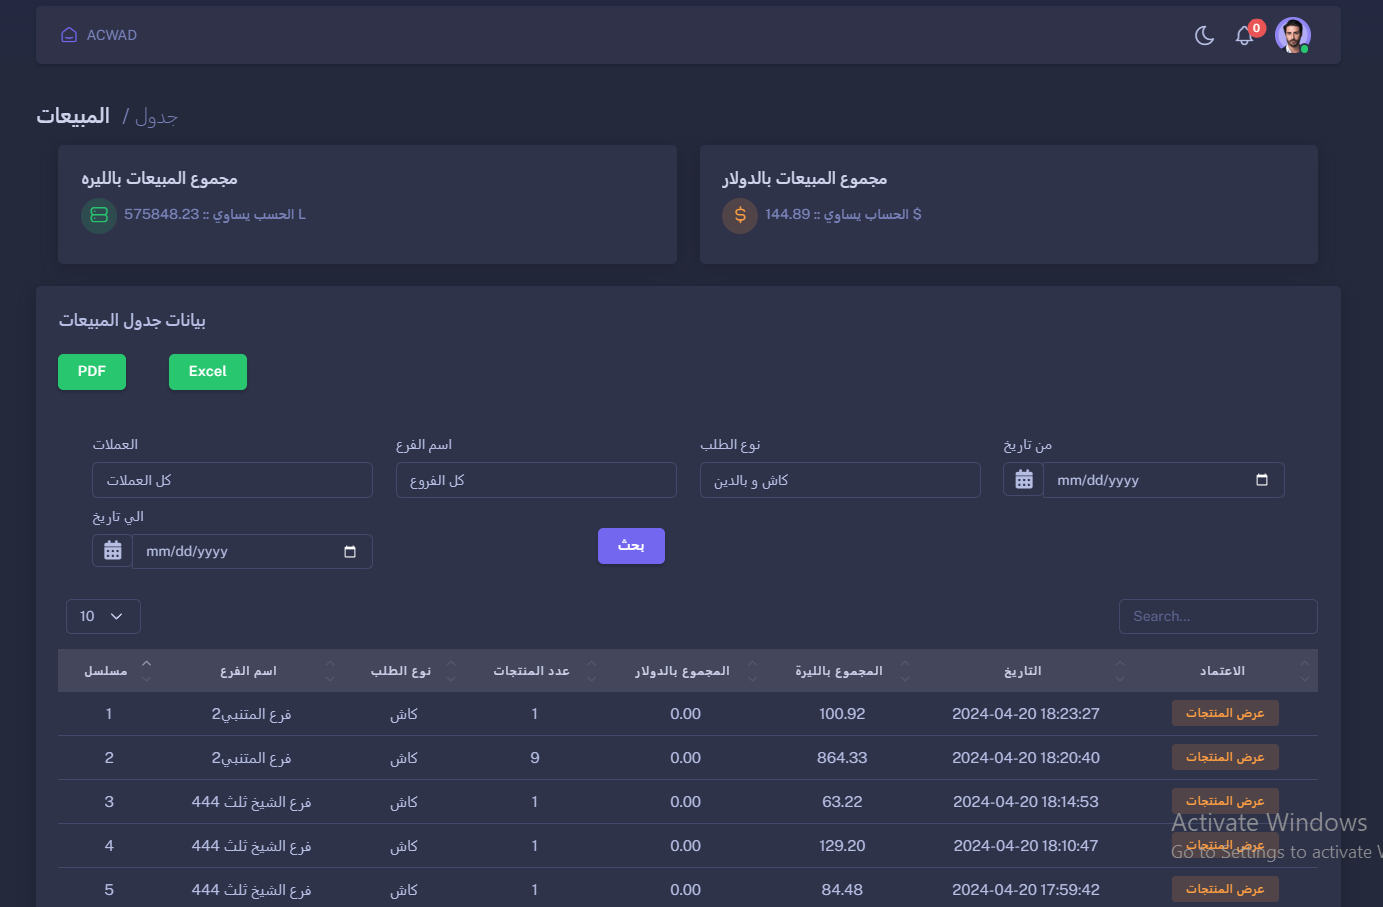 ACWAD
0
المبيعات / جدول
مجموع المبيعات بالليره
575848.23 :: الحسب يساوي L
مجموع المبيعات بالدولار
144.89 :: الحساب يساوي $
بيانات جدول المبيعات
PDF
Excel
العملات
اسم الفرع
نوع الطلب
من تاريخ
كل العملات
كل الفروع
كاش و بالدين
mm/dd/yyyy
الي تاريخ
mm/dd/yyyy
بحث
10
Search...
مسلسل اسم الفرع نوع الطلب عدد المنتجات المجموع بالدولار المجموع بالليرة التاريخ الاعتماد
1 فرع المتنبي2 كاش 1 0.00 100.92 2024-04-20 18:23:27 عرض المنتجات
2 فرع المتنبي2 كاش 9 0.00 864.33 2024-04-20 18:20:40 عرض المنتجات
3 فرع الشيخ ثلث 444 كاش 1 0.00 63.22 2024-04-20 18:14:53 عرض المنتجات
4 فرع الشيخ ثلث 444 كاش 1 0.00 129.20 2024-04-20 18:10:47 عرض المنتجات
5 فرع الشيخ ثلث 444 كاش 1 0.00 84.48 2024-04-20 17:59:42 عرض المنتجات
Activate Windows
Go to Settings to activate